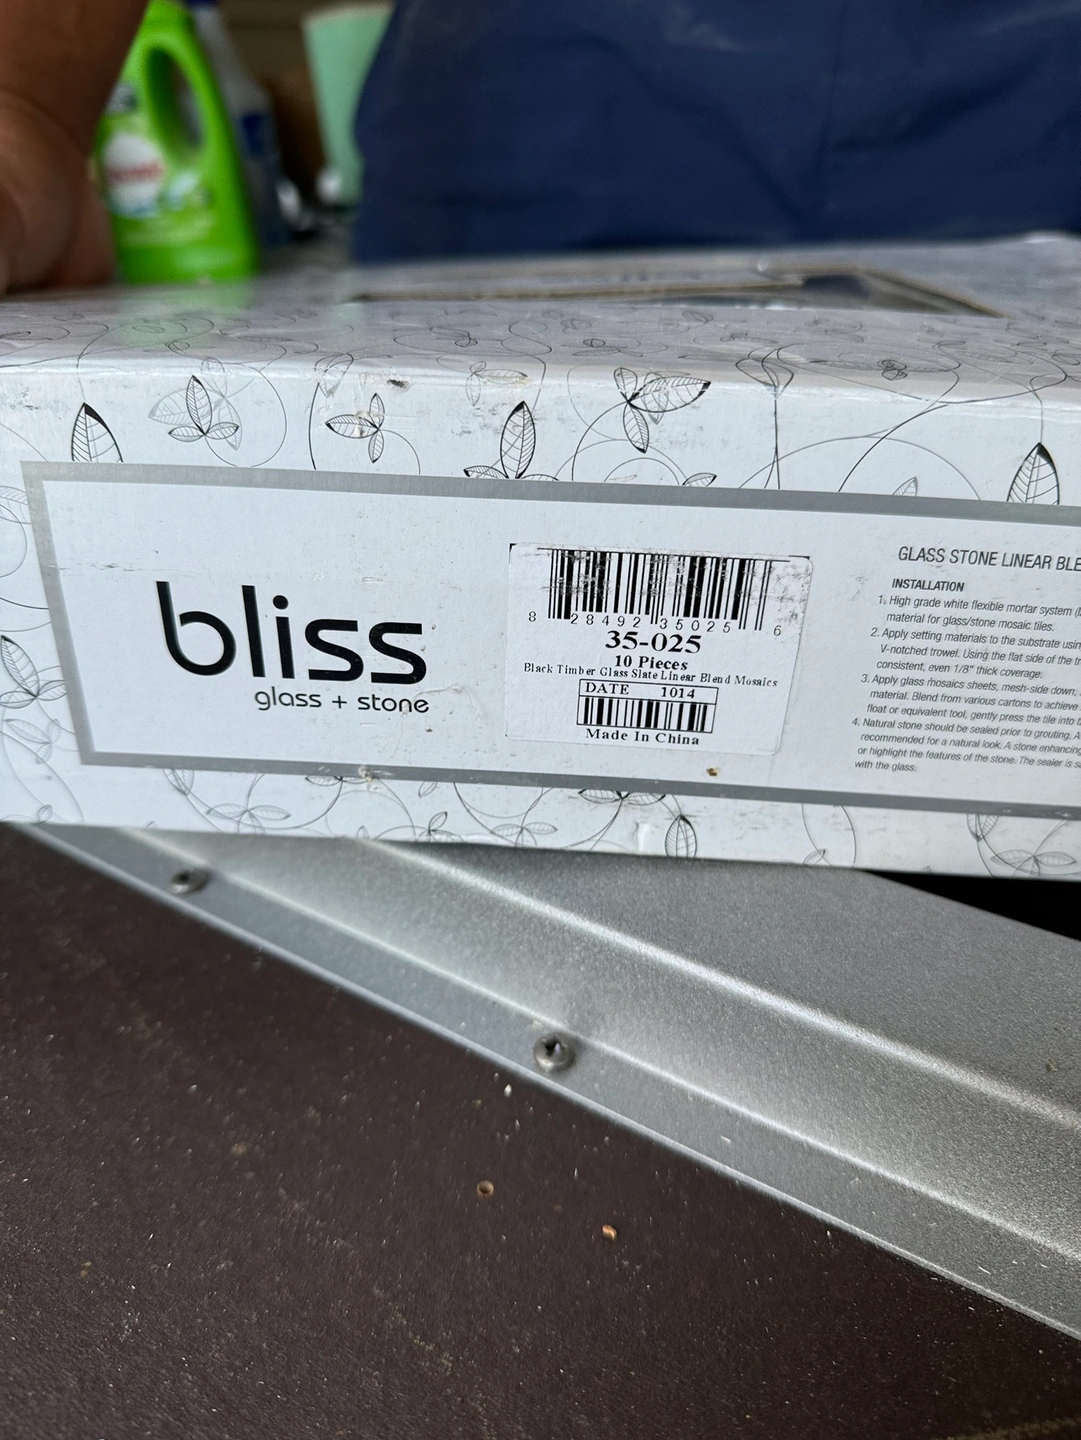 bliss
glass + stone
8 28492 35025 6
35-025
10 Pieces
Black Timber Glass Slate Linear Blend Mosaics
DATE 1014
Made In China
GLASS STONE LINEAR BLE
INSTALLATION
1. High grade white flexible mortar system
material for glass/stone mosaic tiles.
2. Apply setting materials to the substrate usin
V-notched trowel. Using the flat side of the tr
consistent, even 1/8" thick coverage.
3. Apply glass mosaics sheets, mesh-side down,
material. Blend from various cartons to achieve
float or equivalent tool, gently press the tile into t
4. Natural stone should be sealed prior to grouting. A
recommended for a natural look. A stone enhancing
or highlight the features of the stone. The sealer is s
with the glass.